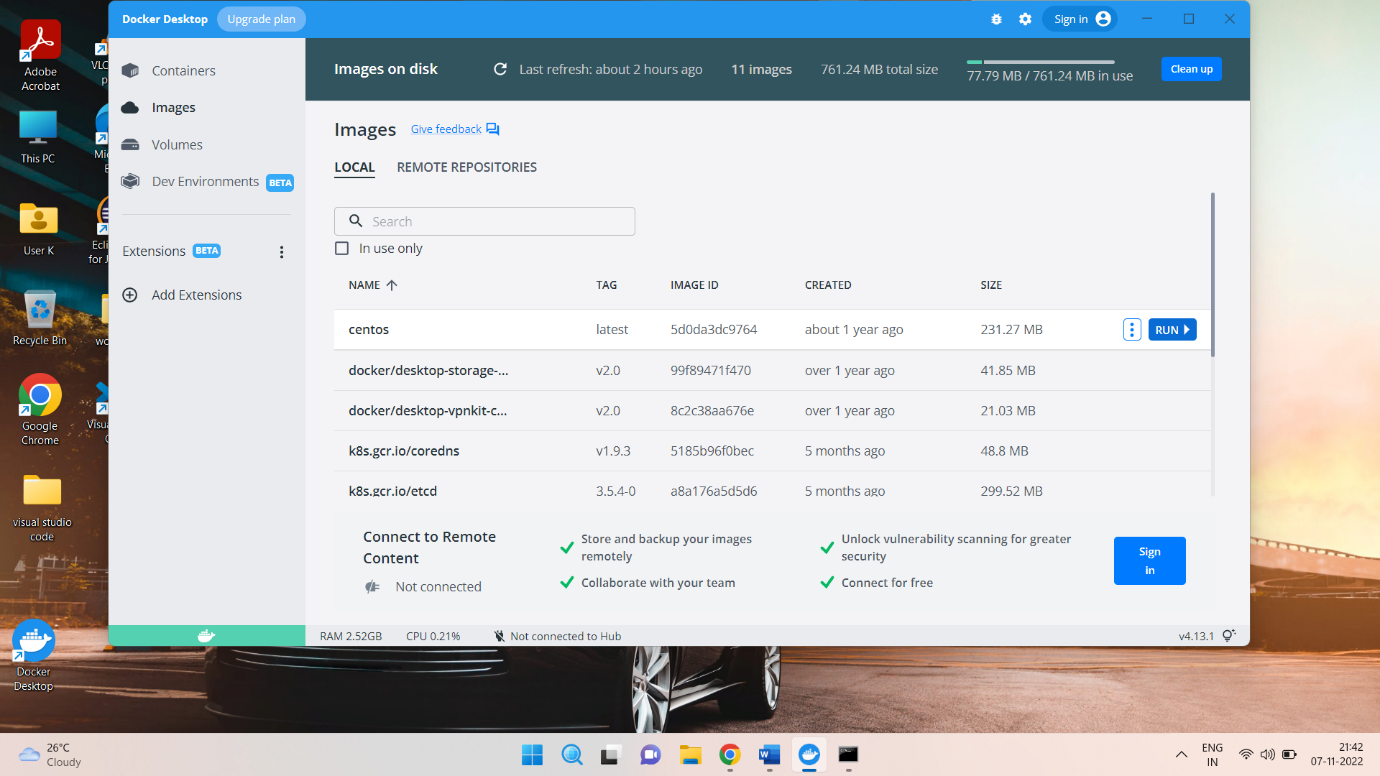 Docker Desktop
Upgrade plan
Sign in
Containers
Images
Volumes
Dev Environments BETA
Extensions BETA
Add Extensions
Images on disk
Last refresh: about 2 hours ago
11 images
761.24 MB total size
77.79 MB / 761.24 MB in use
Clean up
Images
Give feedback
LOCAL
REMOTE REPOSITORIES
Search
In use only
NAME TAG IMAGE ID CREATED SIZE
centos latest 5d0da3dc9764 about 1 year ago 231.27 MB RUN
docker/desktop-storage-... v2.0 99f89471f470 over 1 year ago 41.85 MB
docker/desktop-vpnkit-c... v2.0 8c2c38aa676e over 1 year ago 21.03 MB
k8s.gcr.io/coredns v1.9.3 5185b96f0bec 5 months ago 48.8 MB
k8s.gcr.io/etcd 3.5.4-0 a8a176a5d5d6 5 months ago 299.52 MB
Connect to Remote
Content
Not connected
Store and backup your images
remotely
Collaborate with your team
Unlock vulnerability scanning for greater
security
Connect for free
Sign
in
RAM 2.52GB
CPU 0.21%
Not connected to Hub
v4.13.1
Adobe
Acrobat
This PC
User K
Recycle Bin
Google
Chrome
visual studio
code
Docker
Desktop
VLC
p
Mic
E
Ecli
for J
wo
Visua
26°C
Cloudy
ENG
IN
21:42
07-11-2022